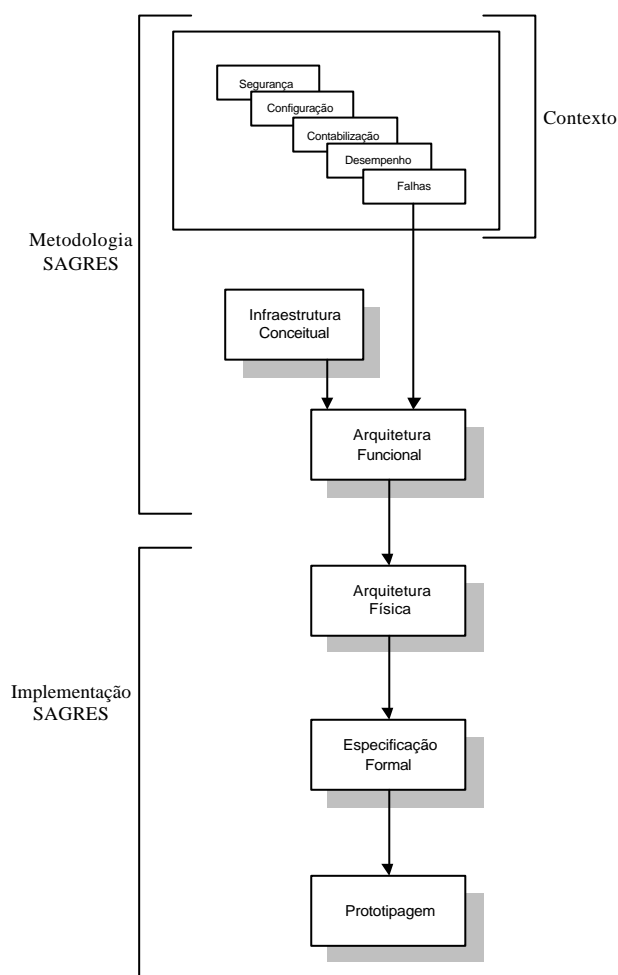 Segurança
Configuração
Contabilização
Desempenho
Falhas
Contexto
Metodologia
SAGRES
Infraestrutura
Conceitual
Arquitetura
Funcional
Arquitetura
Física
Implementação
SAGRES
Especificação
Formal
Prototipagem